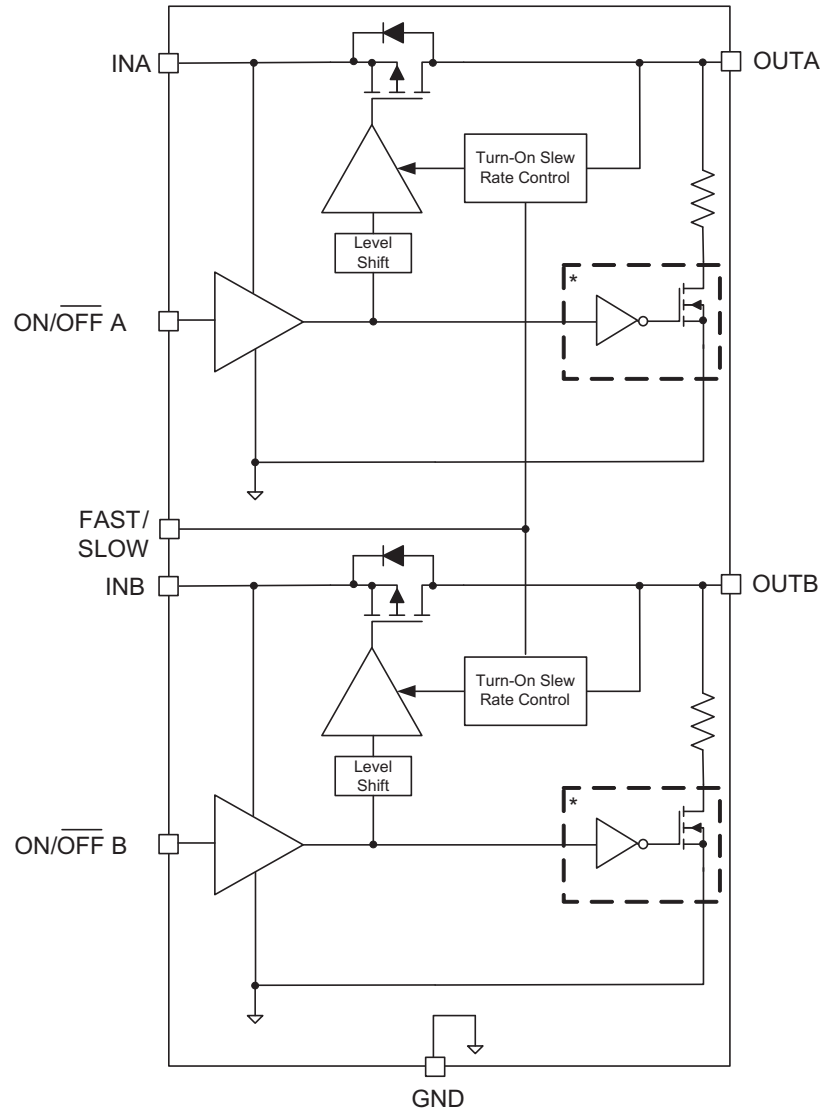 INA
OUTA
Turn-On Slew
Rate Control
Level
Shift
*
ON/OFF A
FAST/
SLOW
INB
OUTB
Turn-On Slew
Rate Control
Level
Shift
*
ON/OFF B
GND